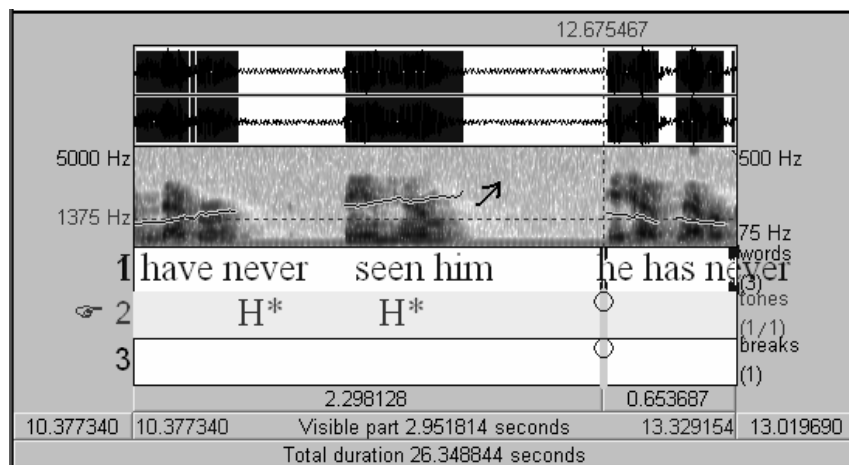 12.675467
5000 Hz
500 Hz
1375 Hz
75 Hz
1 have never seen him he has never
words
(3)
☞ 2 H* H*
tones
(1/1)
3
breaks
(1)
2.298128 0.653687
10.377340 10.377340 Visible part 2.951814 seconds 13.329154 13.019690
Total duration 26.348844 seconds